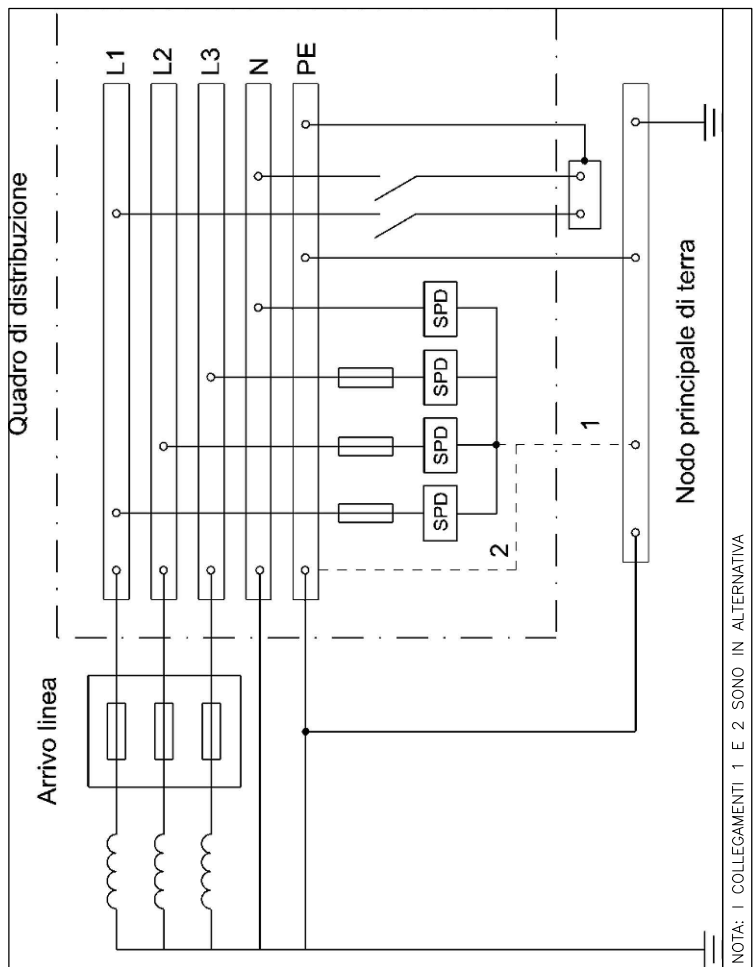 Arrivo linea
Quadro di distribuzione
L1
L2
L3
N
PE
SPD
SPD
SPD
SPD
1
2
Nodo principale di terra
NOTA: I COLLEGAMENTI 1 E 2 SONO IN ALTERNATIVA